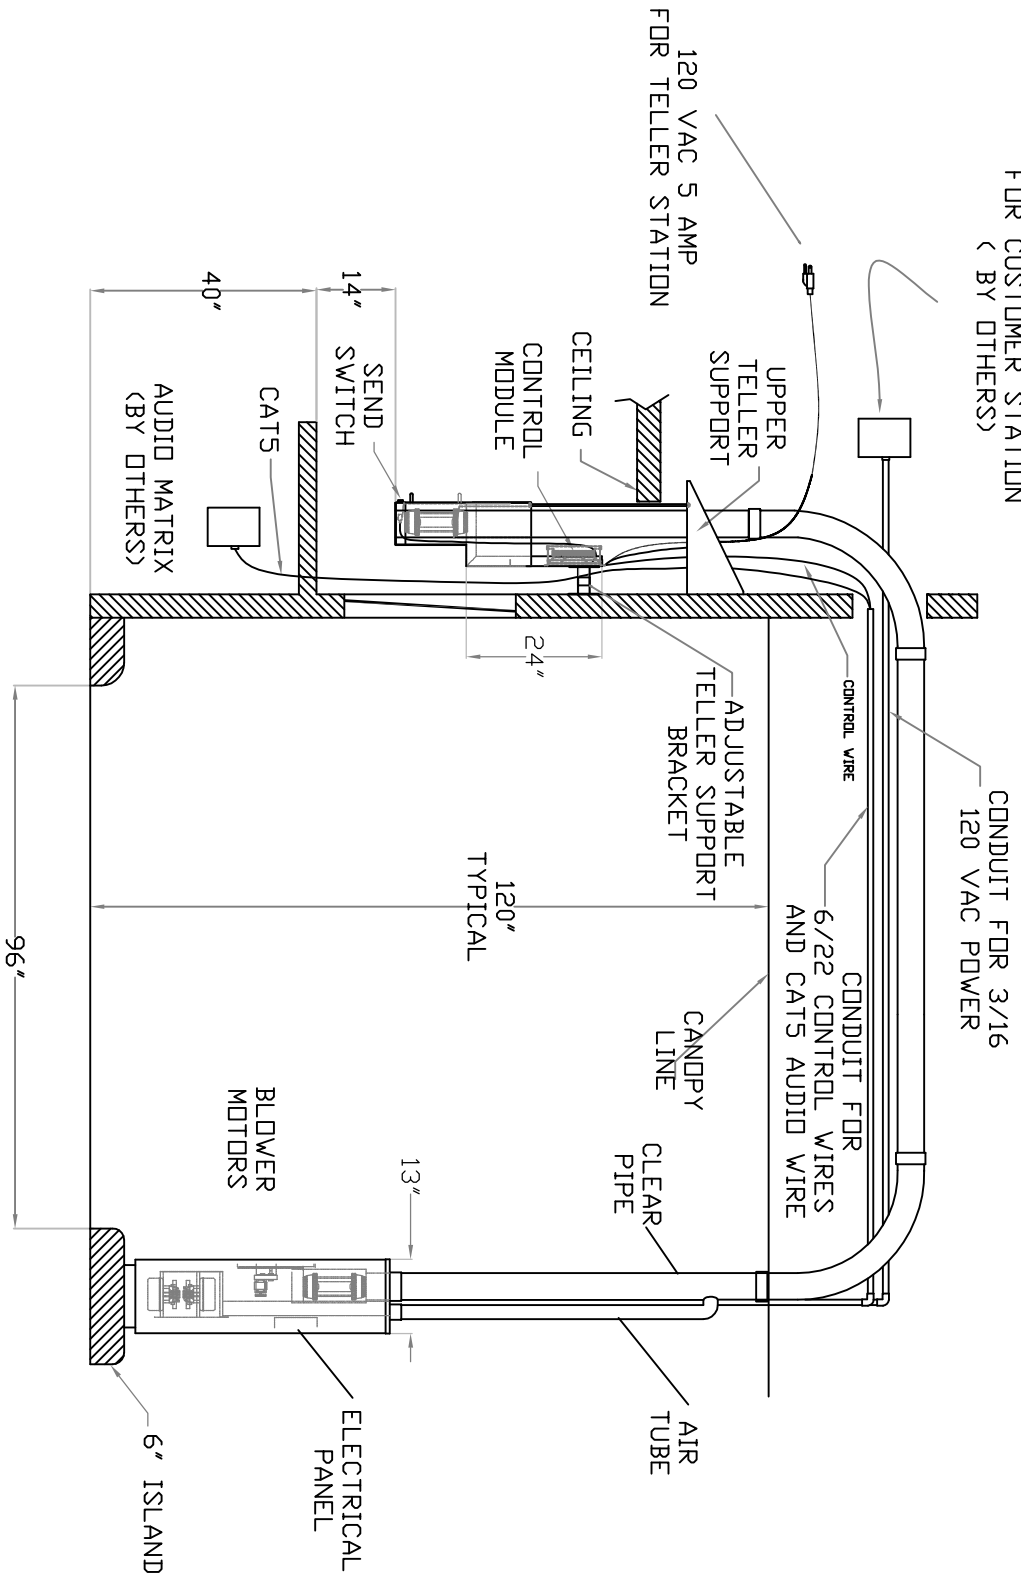 FOR CUSTOMER STATION
( BY OTHERS)
120 VAC 5 AMP
FOR TELLER STATION
UPPER
TELLER
SUPPORT
CEILING
CONTROL
MODULE
SEND
SWITCH
14"
40"
CAT5
AUDIO MATRIX
(BY OTHERS)
CONTROL WIRE
24"
ADJUSTABLE
TELLER SUPPORT
BRACKET
CONDUIT FOR 3/16
120 VAC POWER
CONDUIT FOR
6/22 CONTROL WIRES
AND CAT5 AUDIO WIRE
120"
TYPICAL
96"
CANOPY
LINE
CLEAR
PIPE
13"
BLOWER
MOTORS
AIR
TUBE
ELECTRICAL
PANEL
6" ISLAND